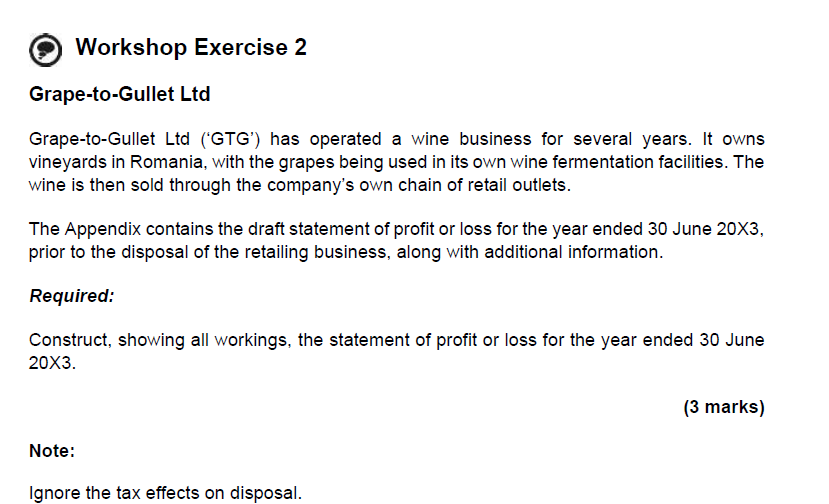 Workshop Exercise 2
Grape-to-Gullet Ltd
Grape-to-Gullet Ltd (‘GTG’) has operated a wine business for several years. It owns
vineyards in Romania, with the grapes being used in its own wine fermentation facilities. The
wine is then sold through the company’s own chain of retail outlets.
The Appendix contains the draft statement of profit or loss for the year ended 30 June 20X3,
prior to the disposal of the retailing business, along with additional information.
Required:
Construct, showing all workings, the statement of profit or loss for the year ended 30 June
20X3.
(3 marks)
Note:
Ignore the tax effects on disposal.